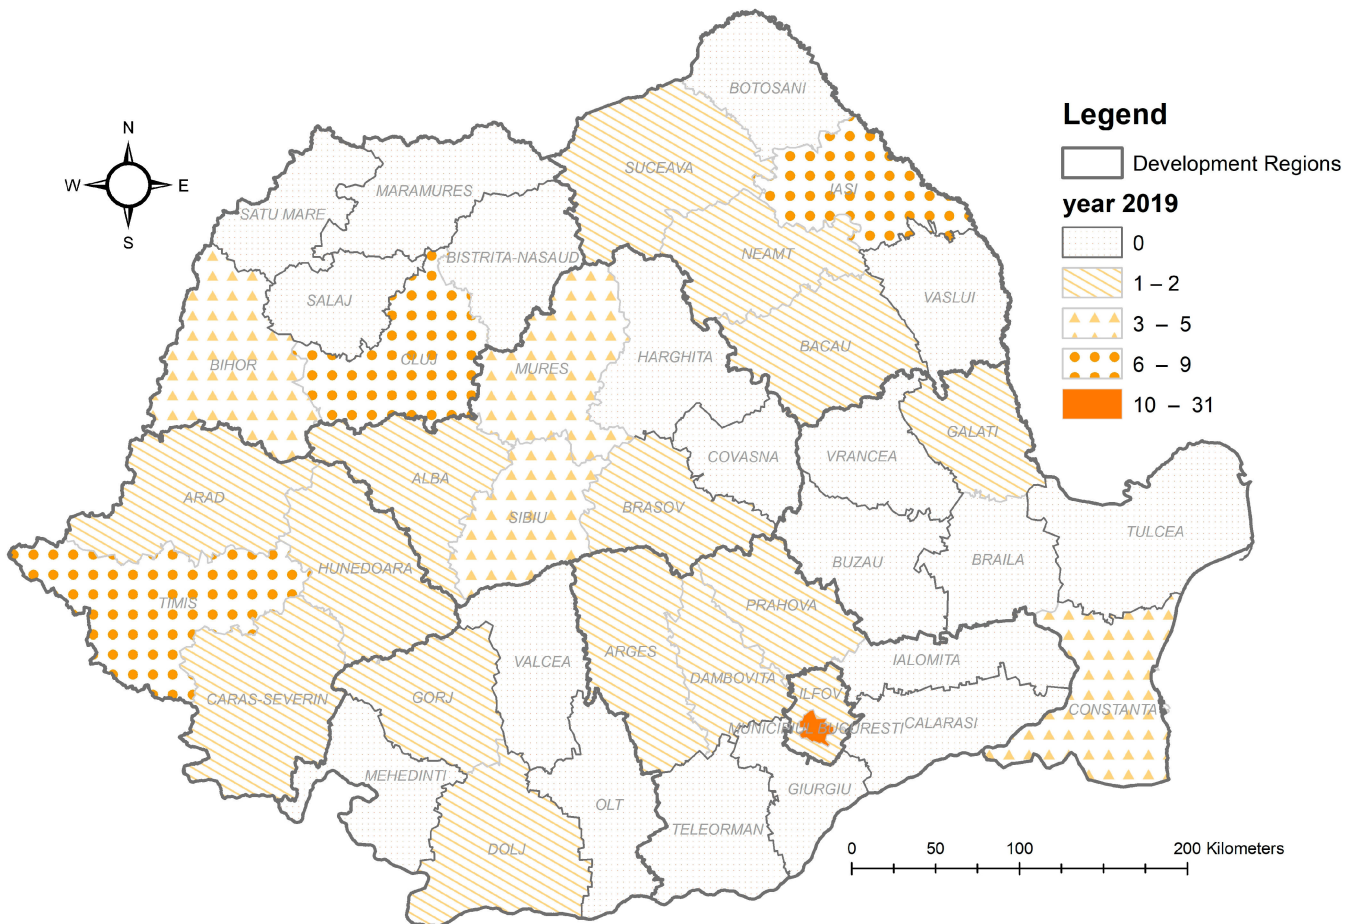 BOTOSANI
Legend
N
SUCEAVA
Development Regions
W
E
MARAMURES
IASI
year 2019
SATU MARE
S
0
BISTRITA-NASAUD
NEAMT
1 – 2
SALAJ
VASLUI
3 – 5
BACAU
HARGHITA
BIHOR
CLUJ
MURES
6 – 9
10 – 31
GALATI
COVASNA
VRANCEA
ALBA
ARAD
BRASOV
SIBIU
TULCEA
BRAILA
BUZAU
HUNEDOARA
TIMIS
PRAHOVA
ARGES
VALCEA
IALOMITA
DAMBOVITA
CARAS-SEVERIN
GORJ
ILFOV
CONSTANTA
CALARASI
MUNICIPIUL BUCURESTI
MEHEDINTI
GIURGIU
OLT
TELEORMAN
DOLJ
0 50 100 200 Kilometers